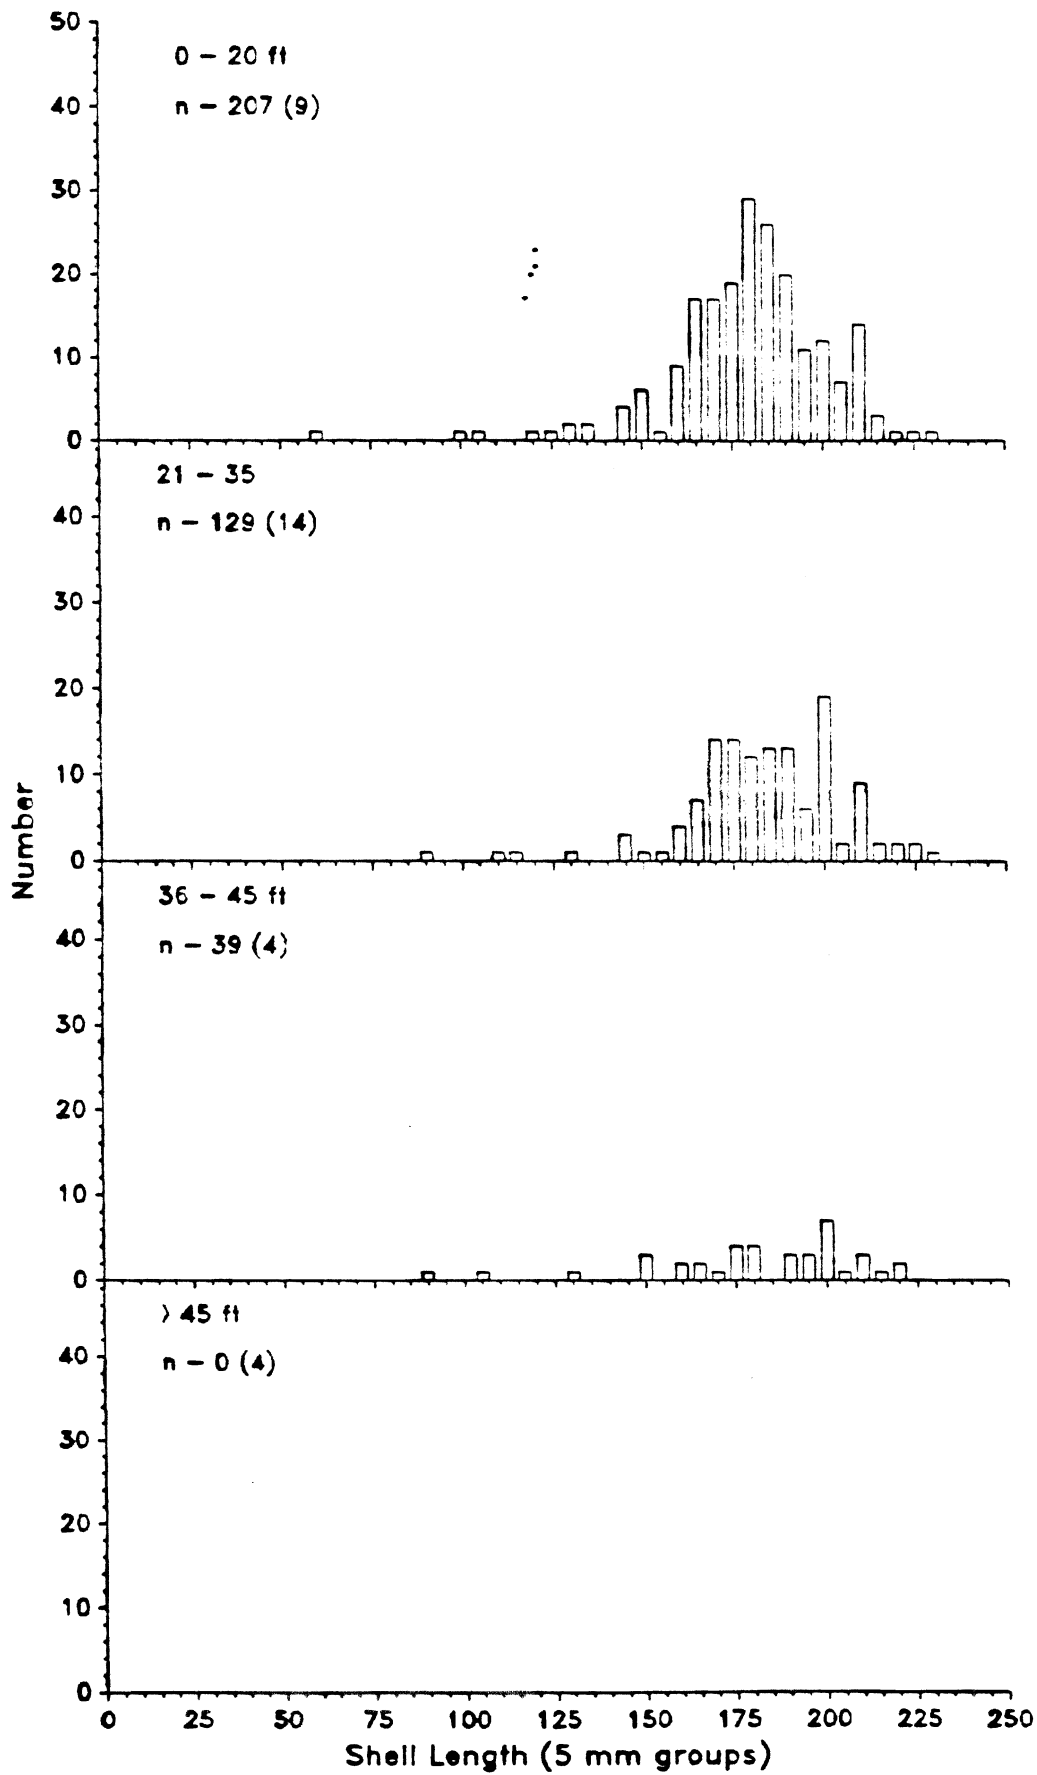 50
0 – 20 ft
40
n – 207 (9)
30
20
10
0
21 – 35
40
n – 129 (14)
30
20
10
0
Number
36 – 45 ft
40
n – 39 (4)
30
20
10
0
> 45 ft
40
n – 0 (4)
30
20
10
0
0 25 50 75 100 125 150 175 200 225 250
Shell Length (5 mm groups)